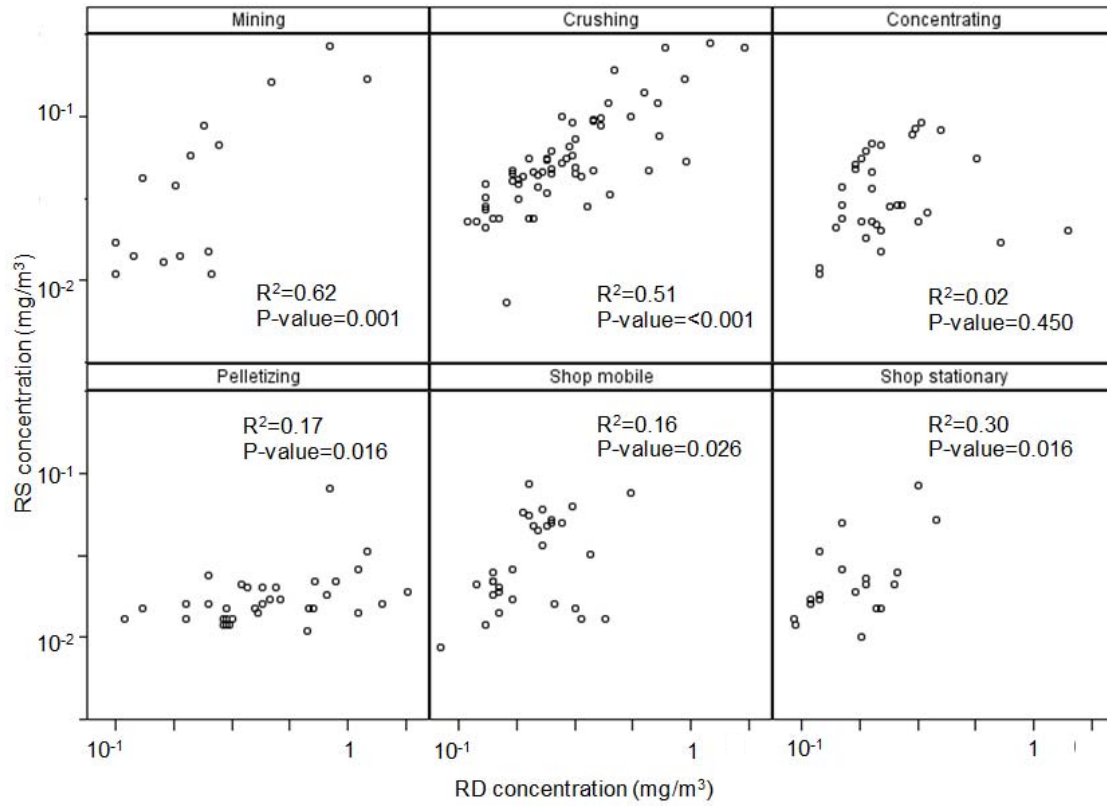 Mining
Crushing
Concentrating
10⁻¹
10⁻²
R²=0.62
P-value=0.001
R²=0.51
P-value=<0.001
R²=0.02
P-value=0.450
Pelletizing
Shop mobile
Shop stationary
10⁻¹
10⁻²
R²=0.17
P-value=0.016
R²=0.16
P-value=0.026
R²=0.30
P-value=0.016
RS concentration (mg/m³)
10⁻¹ 1 10⁻¹ 1 10⁻¹ 1
RD concentration (mg/m³)